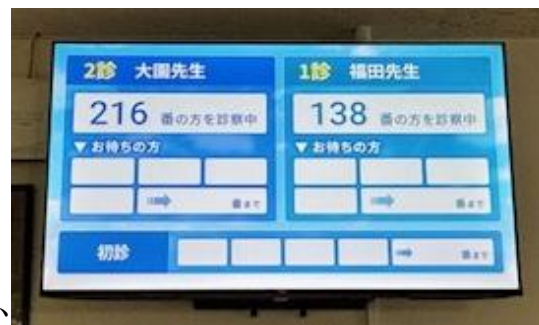 2診 大園先生
216 番の方を診察中
▼お待ちの方
番まで
1診 福田先生
138 番の方を診察中
▼お待ちの方
番まで
初診
番まで
、